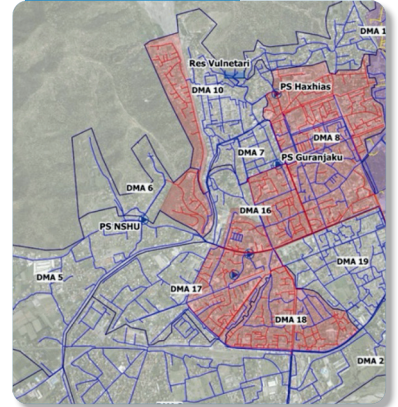 DMA 1
Res Vulnetari
PS Haxhias
DMA 10
DMA 8
DMA 7
PS Guranjaku
DMA 6
DMA 16
PS NSHU
DMA 19
DMA 5
DMA 17
DMA 18
DMA 2